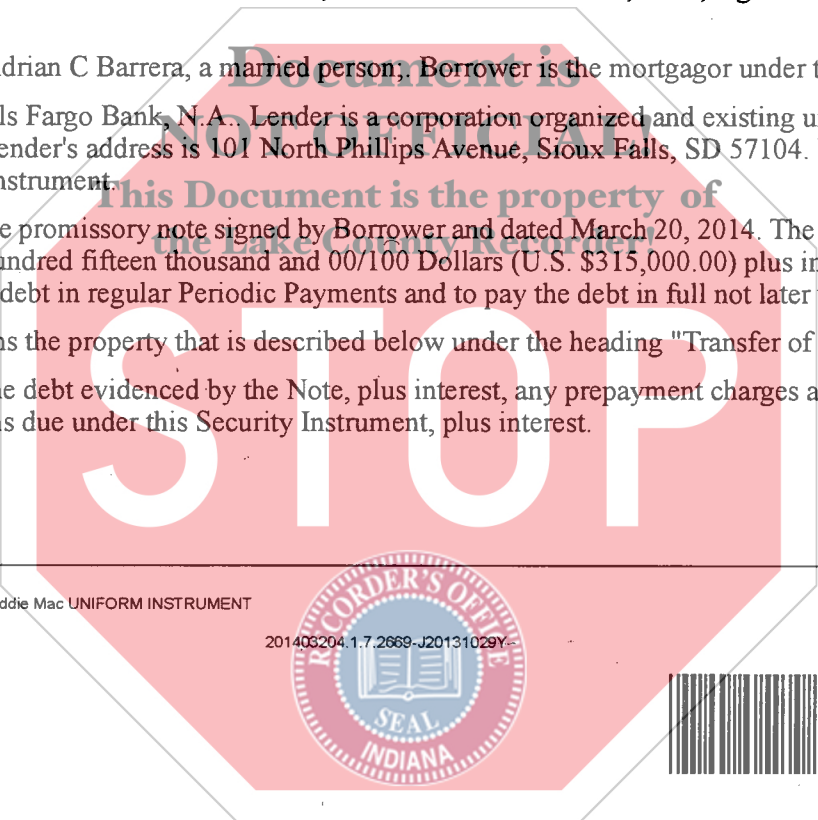 drian C Barrera, a married person;. Borrower is the mortgagor under t
ls Fargo Bank, N.A.. Lender is a corporation organized and existing u
ender's address is 101 North Phillips Avenue, Sioux Falls, SD 57104.
nstrument.
e promissory note signed by Borrower and dated March 20, 2014. The
undred fifteen thousand and 00/100 Dollars (U.S. $315,000.00) plus in
debt in regular Periodic Payments and to pay the debt in full not later
ns the property that is described below under the heading "Transfer of
e debt evidenced by the Note, plus interest, any prepayment charges a
s due under this Security Instrument, plus interest.
Document is
NOT OFFICIAL!
This Document is the property of
the Lake County Recorder!
STOP
ddie Mac UNIFORM INSTRUMENT
201403204.1.7.2669-J20131029Y
RECORDER'S OFFICE
SEAL
INDIANA